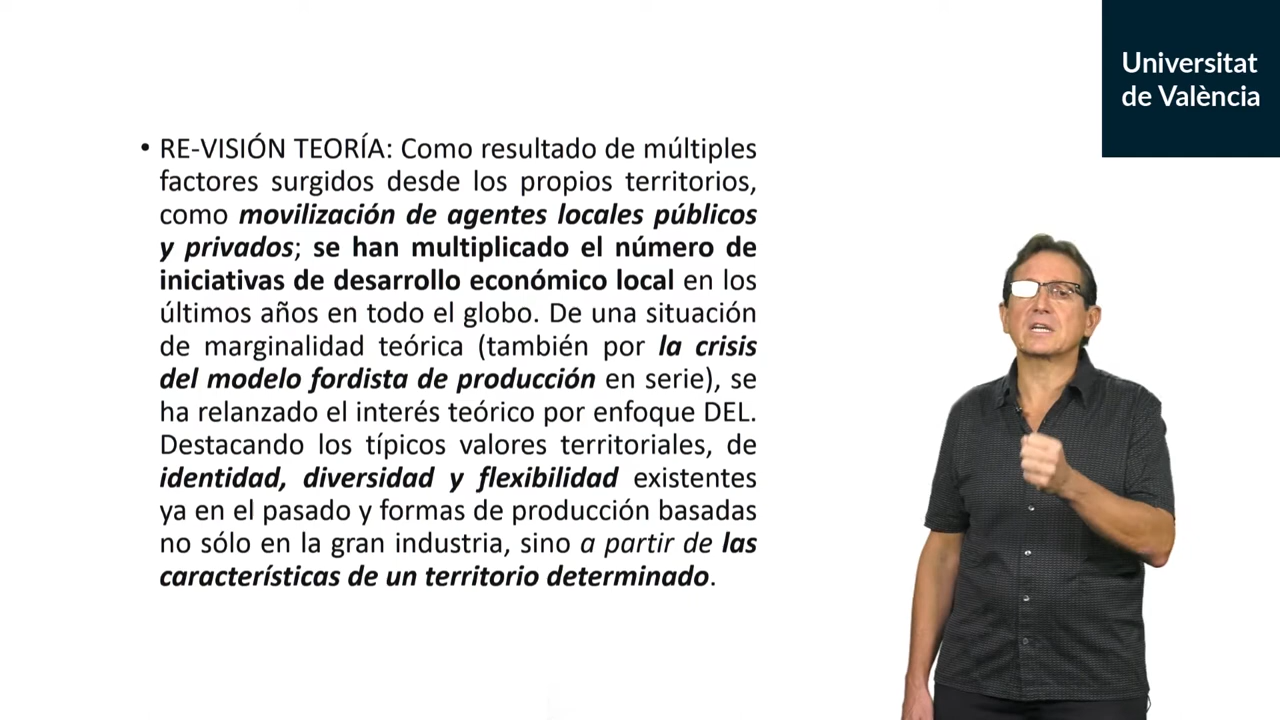 Universitat
de València
• RE-VISIÓN TEORÍA: Como resultado de múltiples
factores surgidos desde los propios territorios,
como movilización de agentes locales públicos
y privados; se han multiplicado el número de
iniciativas de desarrollo económico local en los
últimos años en todo el globo. De una situación
de marginalidad teórica (también por la crisis
del modelo fordista de producción en serie), se
ha relanzado el interés teórico por enfoque DEL.
Destacando los típicos valores territoriales, de
identidad, diversidad y flexibilidad existentes
ya en el pasado y formas de producción basadas
no sólo en la gran industria, sino a partir de las
características de un territorio determinado.